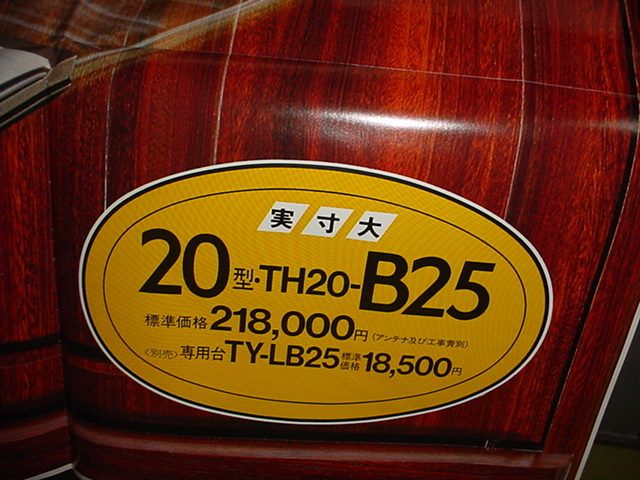 実寸大
20型・TH20-B25
標準価格218,000円(アンテナ及び工事費別)
〈別売〉専用台TY-LB25標準価格18,500円